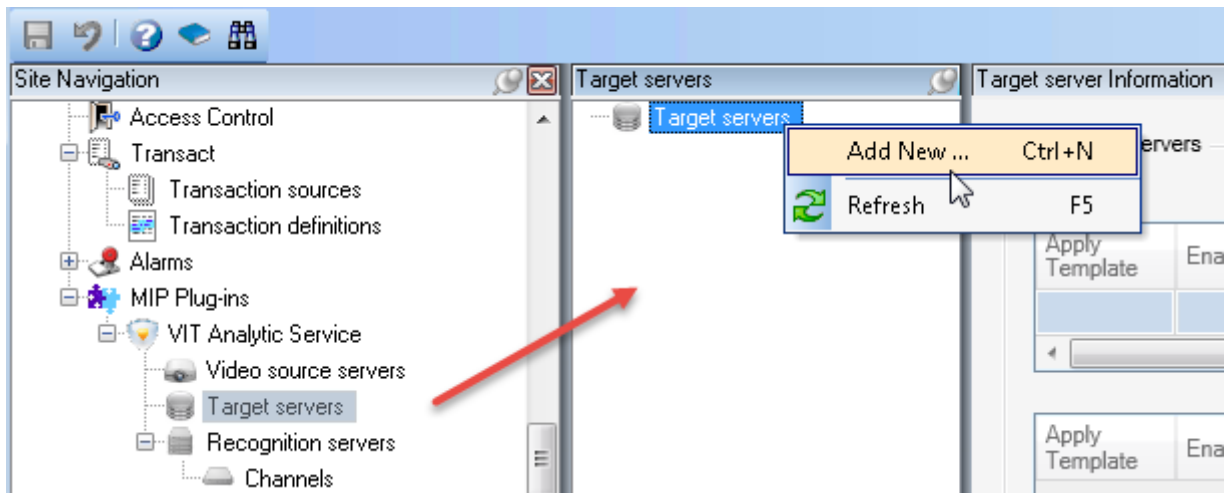 Site Navigation
Access Control
Transact
Transaction sources
Transaction definitions
Alarms
MIP Plug-ins
VIT Analytic Service
Video source servers
Target servers
Recognition servers
Channels
Target servers
Target servers
Add New ... Ctrl+N
Refresh F5
Target server Information
ervers
Apply
Template
Ena
Apply
Template
Ena